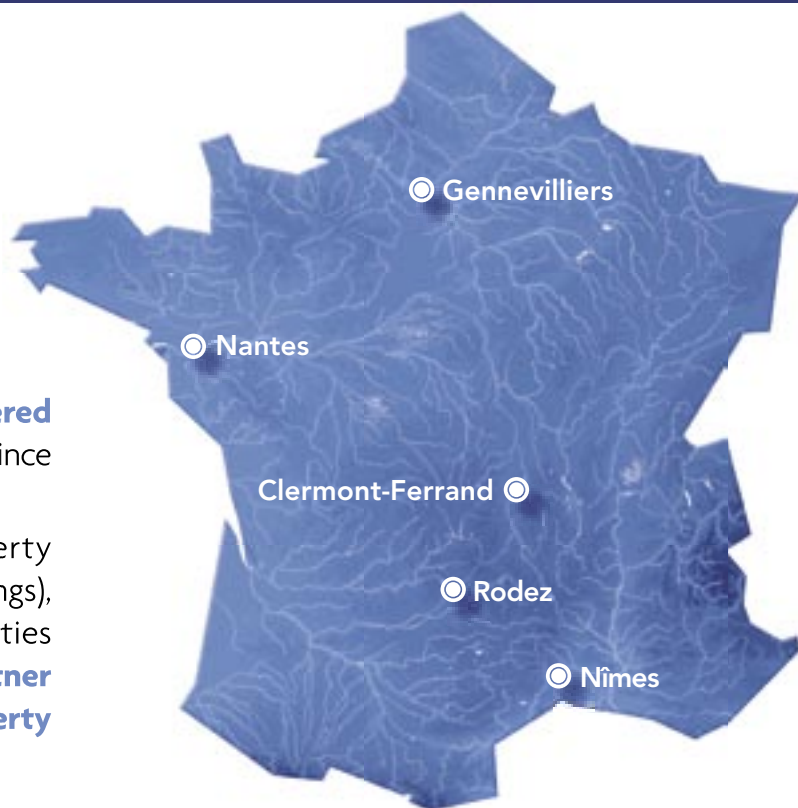 Gennevilliers
Nantes
ered
ince
Clermont-Ferrand
erty
ngs),
Rodez
ties
tner
Nîmes
erty